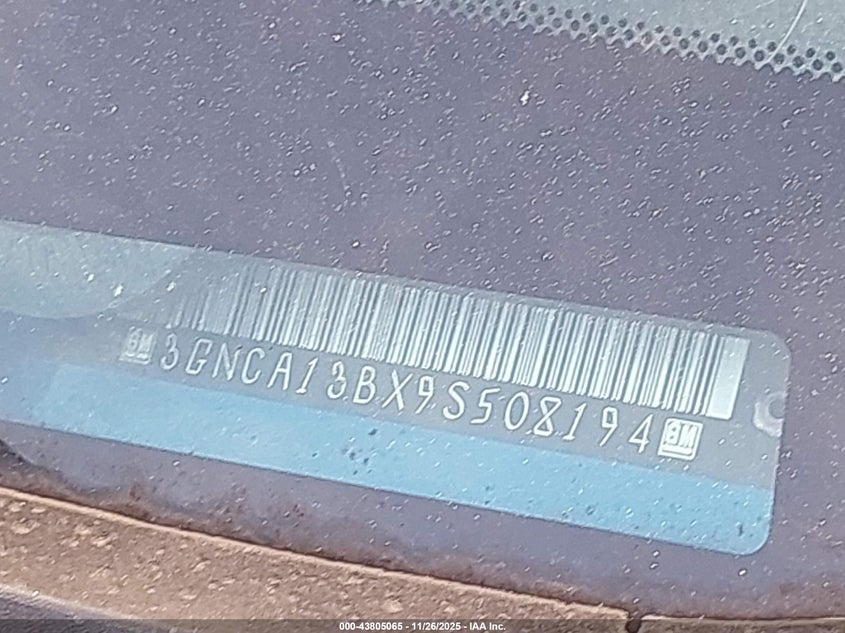 GM 3GNCA13BX9S508194 GM
000-43805065 - 11/26/2025 - IAA Inc.